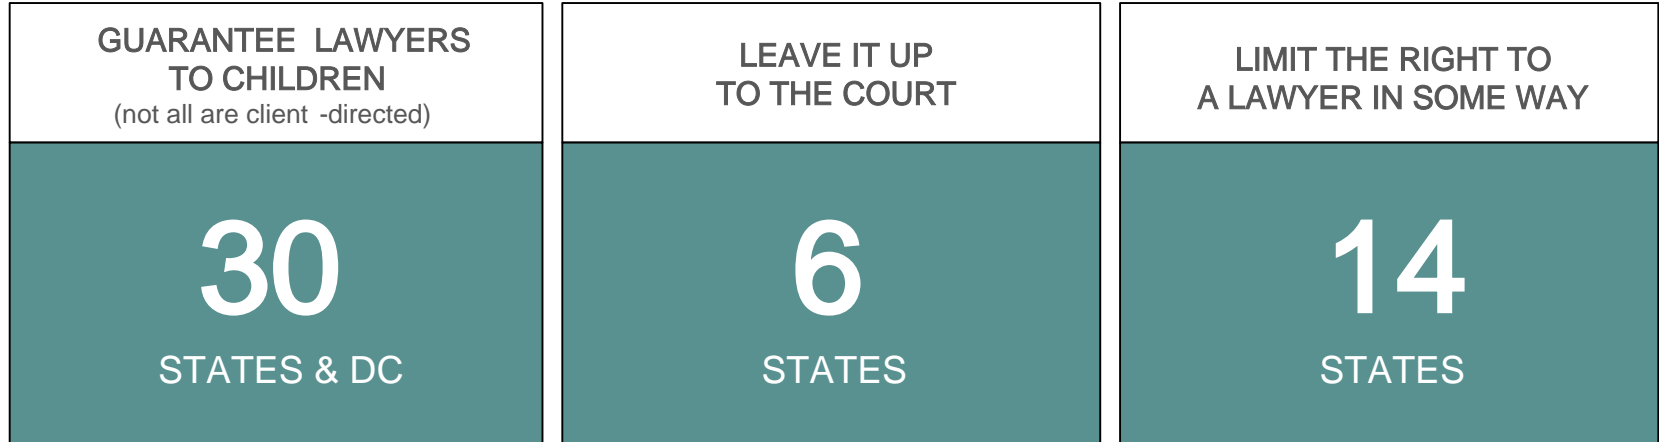 GUARANTEE LAWYERS
TO CHILDREN
(not all are client -directed)
30
STATES & DC
LEAVE IT UP
TO THE COURT
6
STATES
LIMIT THE RIGHT TO
A LAWYER IN SOME WAY
14
STATES